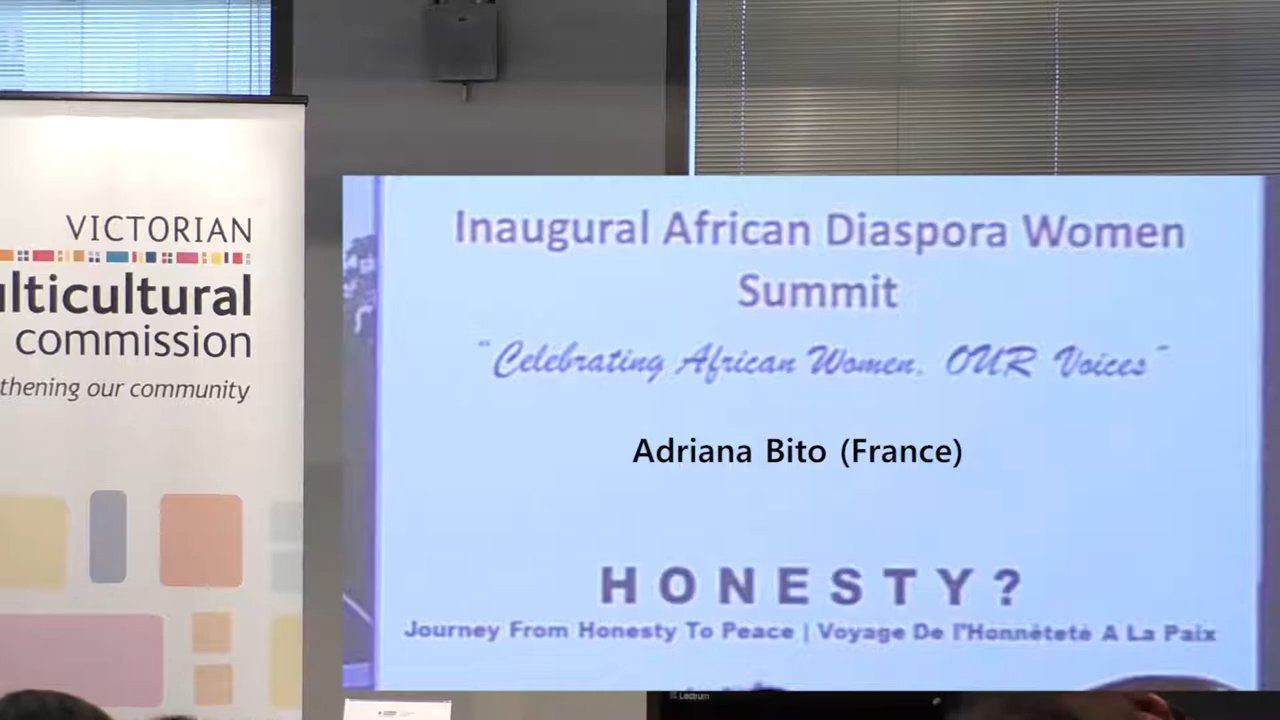 VICTORIAN
lticultural
commission
thening our community
Inaugural African Diaspora Women
Summit
"Celebrating African Women, OUR Voices"
Adriana Bito (France)
HONESTY?
Journey From Honesty To Peace | Voyage De l'Honnêteté A La Paix
Lectrum